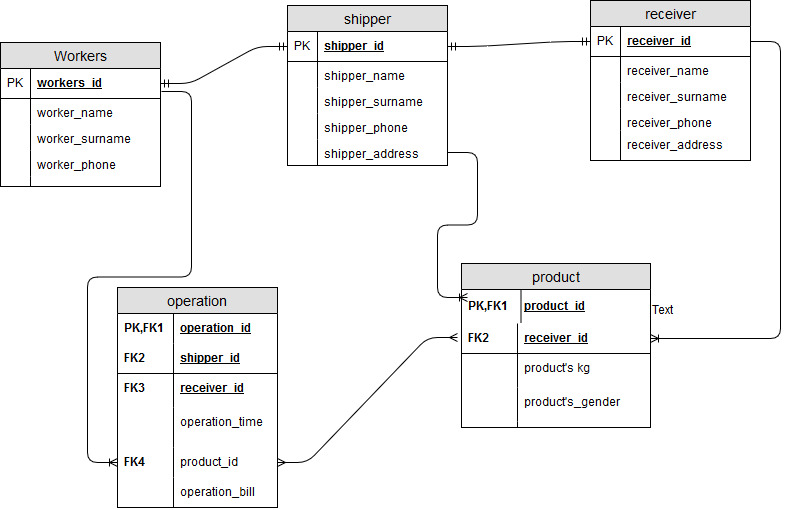 Workers
PK workers_id
worker_name
worker_surname
worker_phone
shipper
PK shipper_id
shipper_name
shipper_surname
shipper_phone
shipper_address
receiver
PK receiver_id
receiver_name
receiver_surname
receiver_phone
receiver_address
operation
PK,FK1 operation_id
FK2 shipper_id
FK3 receiver_id
operation_time
FK4 product_id
operation_bill
product
PK,FK1 product_id
Text
FK2 receiver_id
product's kg
product's_gender